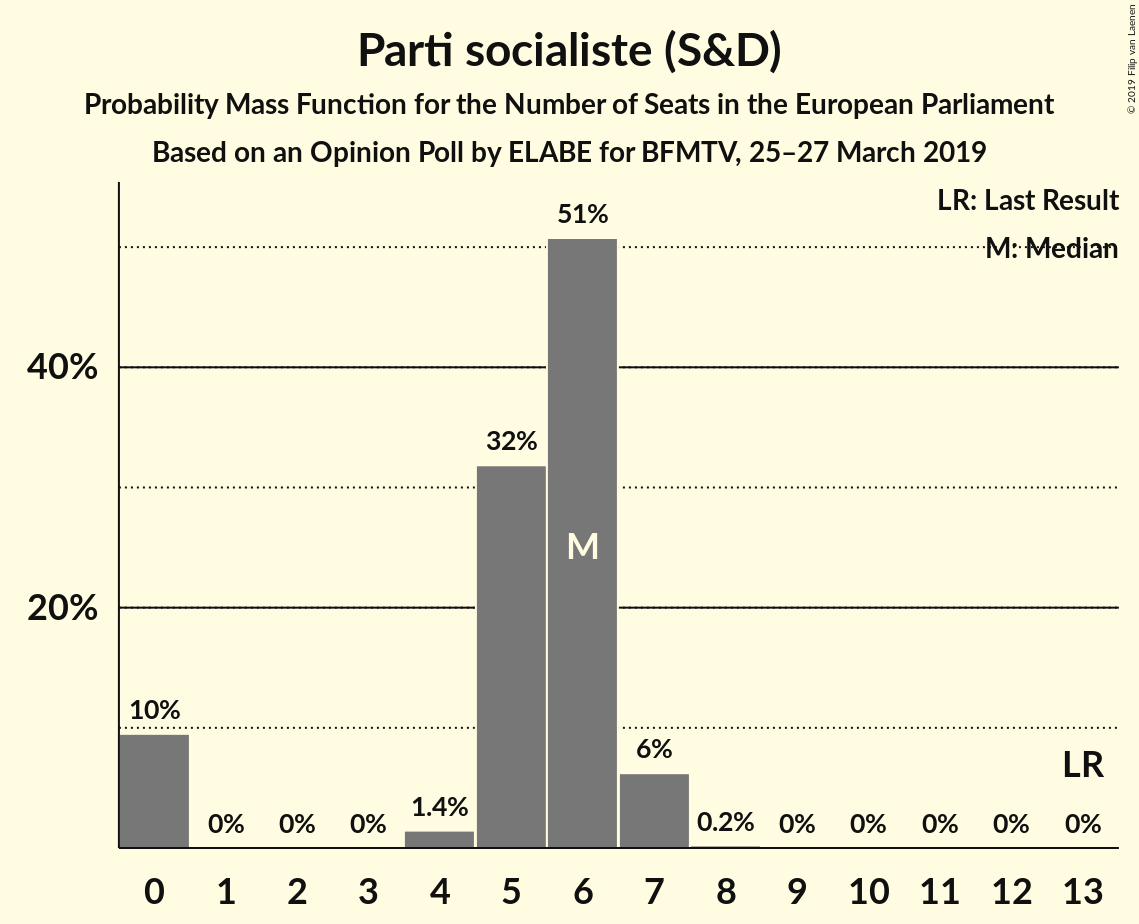 Parti socialiste (S&D)
Probability Mass Function for the Number of Seats in the European Parliament
Based on an Opinion Poll by ELABE for BFMTV, 25–27 March 2019
© 2019 Filip van Laenen
LR: Last Result
M: Median
51%
40%
32%
M
20%
10%
6%
LR
1.4%
0% 0% 0% 0.2% 0% 0% 0% 0% 0%
0 1 2 3 4 5 6 7 8 9 10 11 12 13